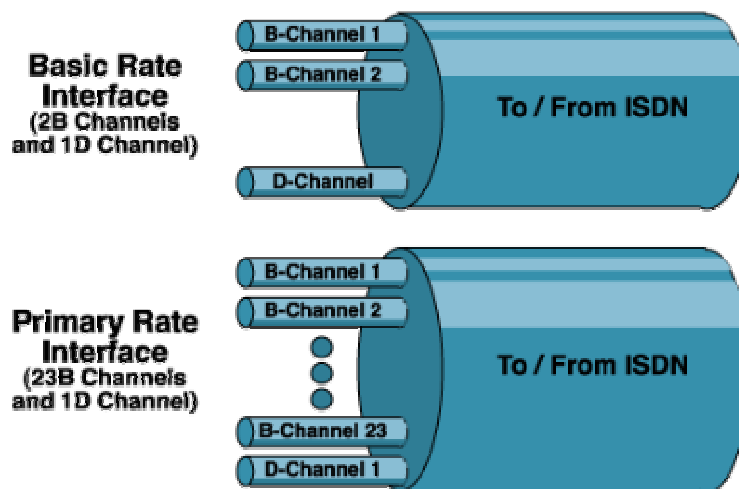 Basic Rate
Interface
(2B Channels
and 1D Channel)
B-Channel 1
B-Channel 2
D-Channel
To / From ISDN
Primary Rate
Interface
(23B Channels
and 1D Channel)
B-Channel 1
B-Channel 2
B-Channel 23
D-Channel 1
To / From ISDN